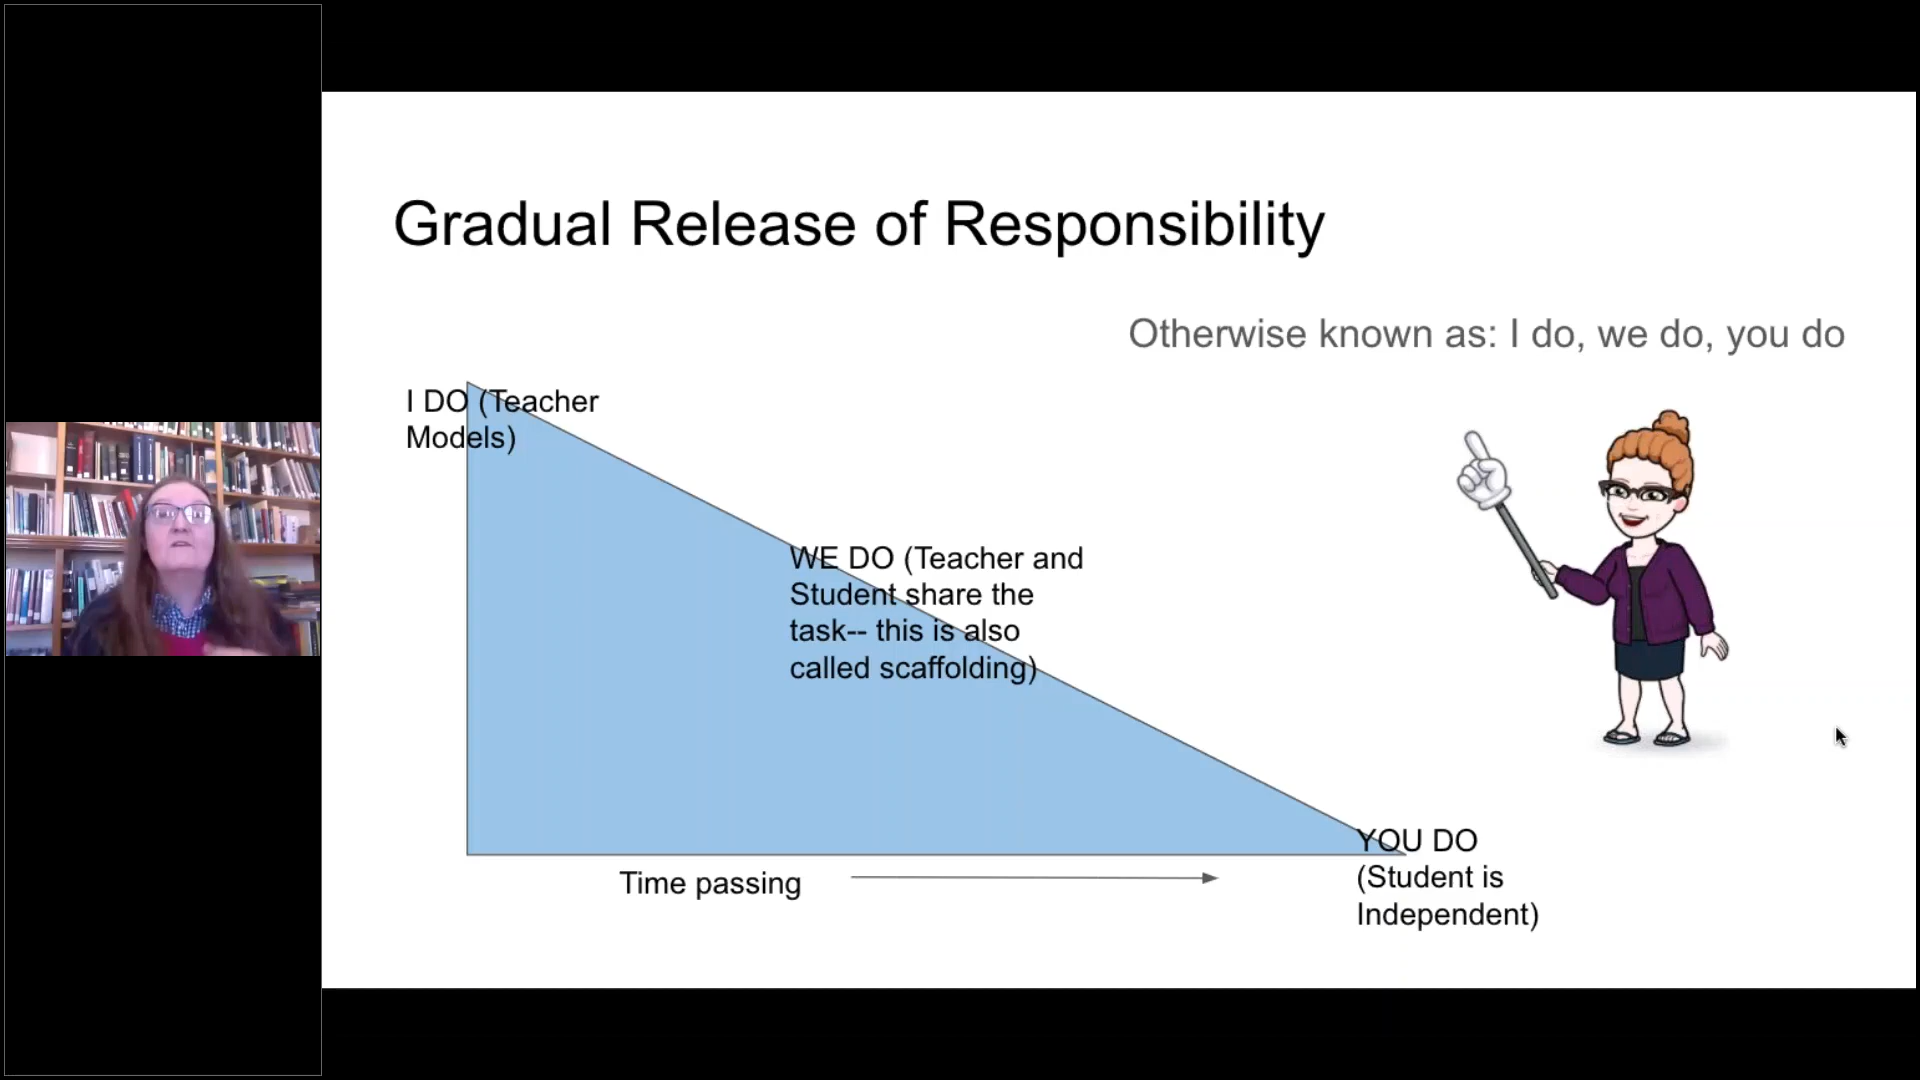 Gradual Release of Responsibility
Otherwise known as: I do, we do, you do
I DO (Teacher
Models)
WE DO (Teacher and
Student share the
task-- this is also
called scaffolding)
YOU DO
(Student is
Independent)
Time passing